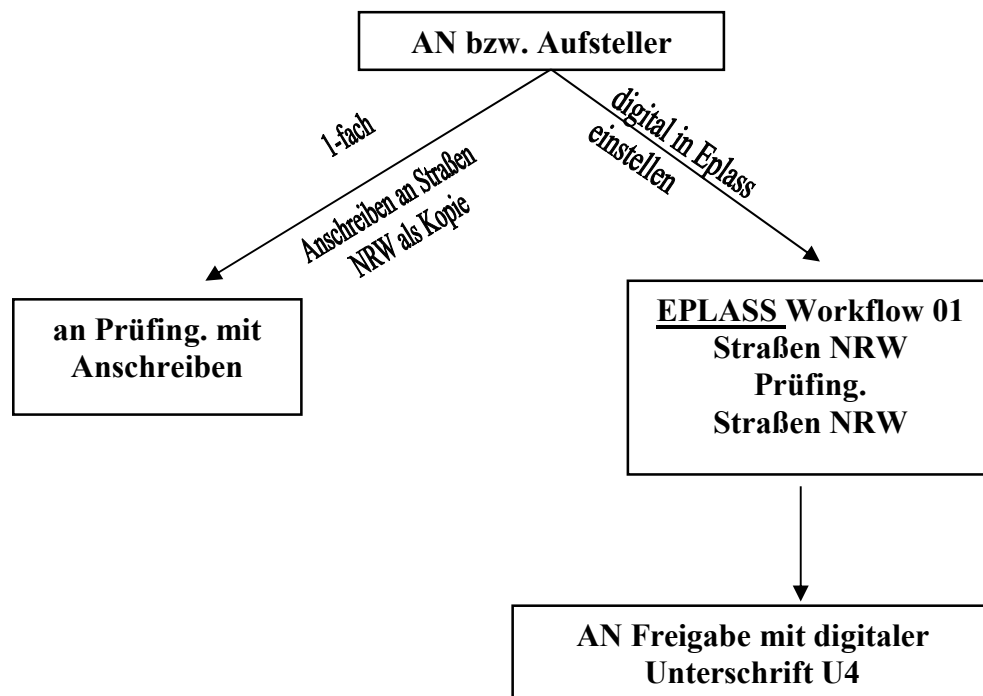 AN bzw. Aufsteller
1-fach
Anschreiben an Straßen
NRW als Kopie
digital in Eplass
einstellen
an Prüfing. mit
Anschreiben
EPLASS Workflow 01
Straßen NRW
Prüfing.
Straßen NRW
AN Freigabe mit digitaler
Unterschrift U4